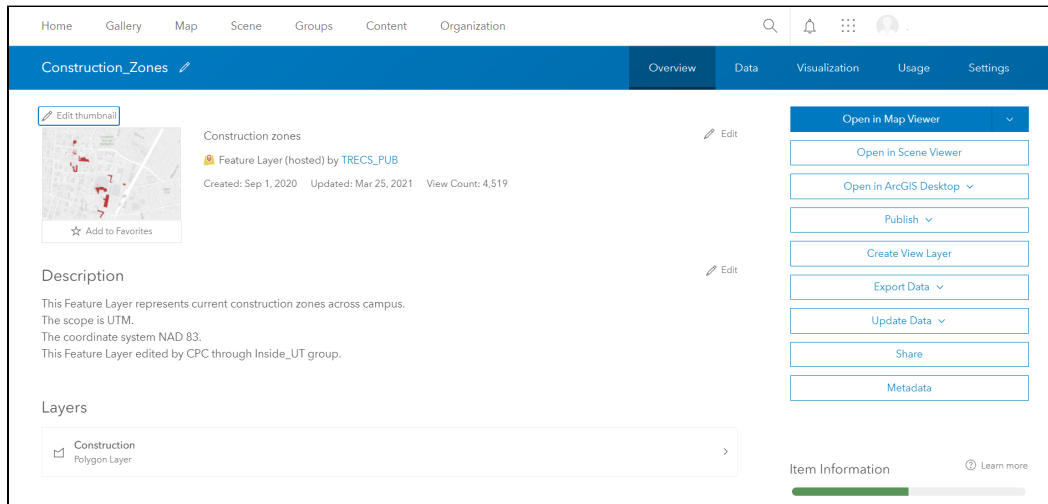 Home Gallery Map Scene Groups Content Organization
Construction_Zones Overview Data Visualization Usage Settings
Edit thumbnail
Add to Favorites
Construction zones
Edit
Feature Layer (hosted) by TRECS_PUB
Created: Sep 1, 2020 Updated: Mar 25, 2021 View Count: 4,519
Description
Edit
This Feature Layer represents current construction zones across campus.
The scope is UTM.
The coordinate system NAD 83.
This Feature Layer edited by CPC through Inside_UT group.
Layers
Construction
Polygon Layer
Open in Map Viewer
Open in Scene Viewer
Open in ArcGIS Desktop
Publish
Create View Layer
Export Data
Update Data
Share
Metadata
Item Information
Learn more